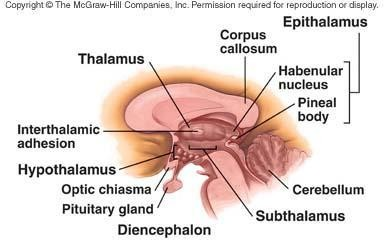 Copyright © The McGraw-Hill Companies, Inc. Permission required for reproduction or display.
Epithalamus
Corpus
callosum
Thalamus
Habenular
nucleus
Pineal
body
Interthalamic
adhesion
Hypothalamus
Optic chiasma
Pituitary gland
Diencephalon
Cerebellum
Subthalamus